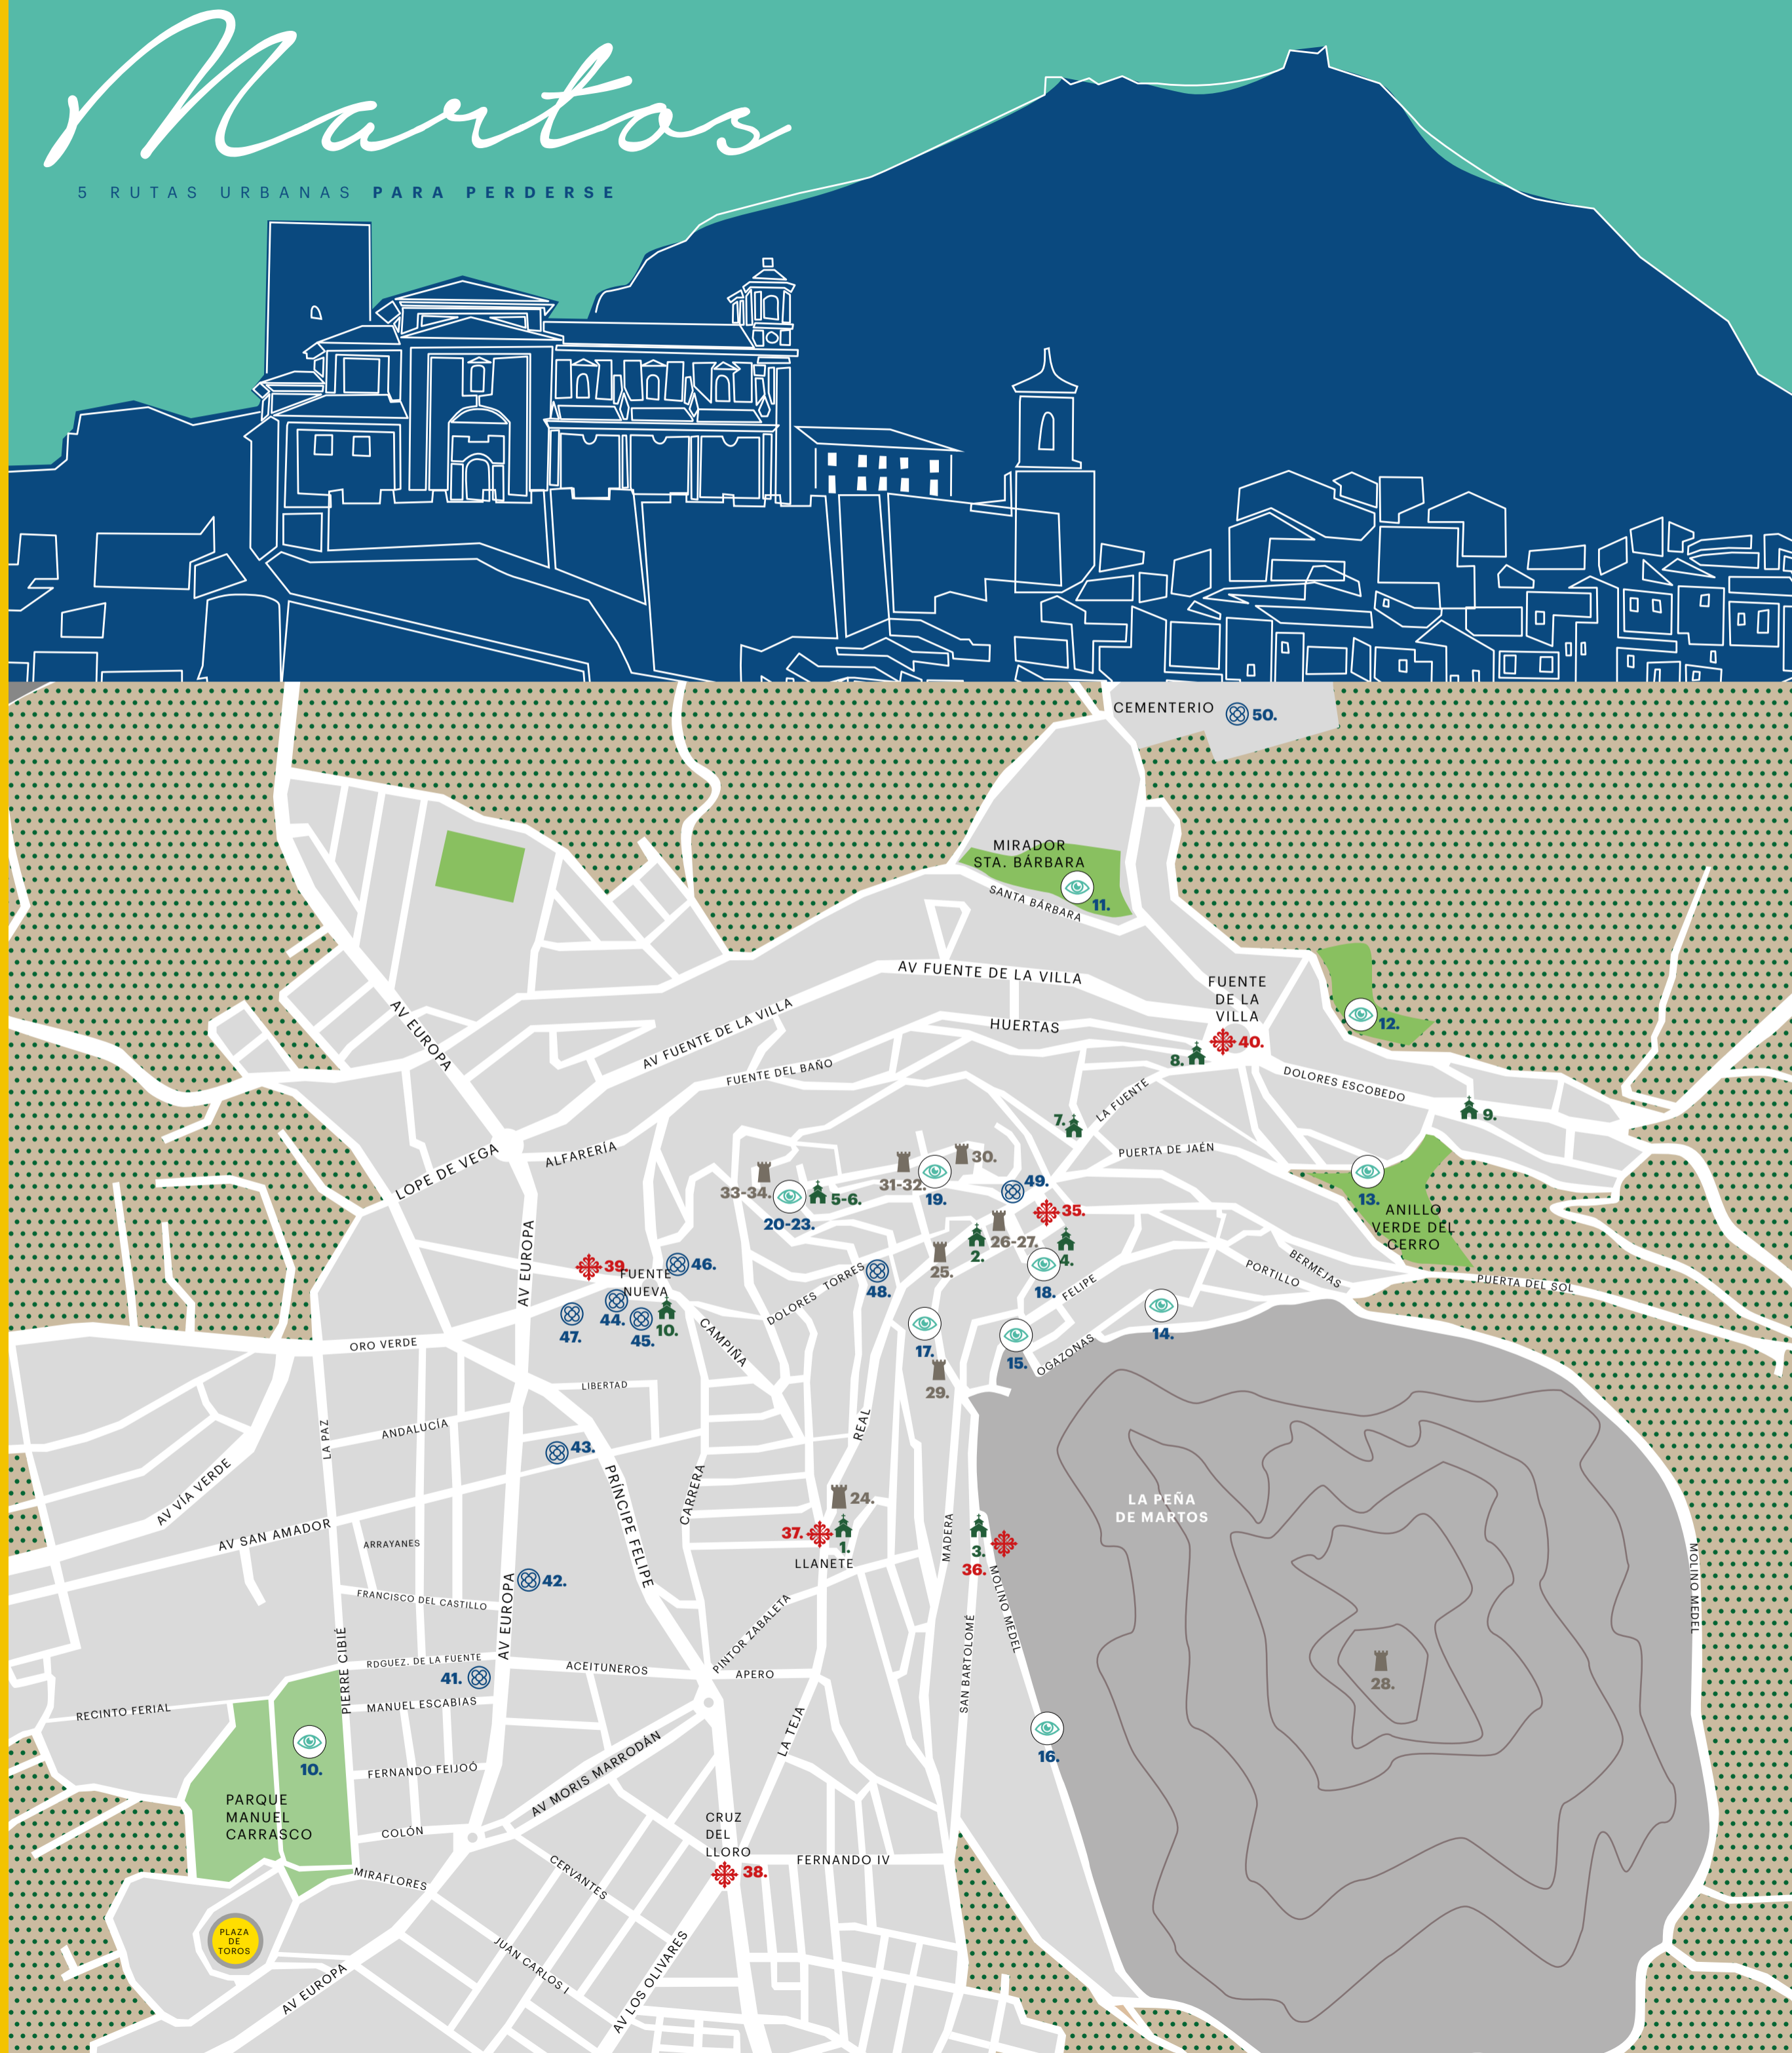 Martos
5 RUTAS URBANAS PARA PERDERSE
CEMENTERIO
50.
MIRADOR
STA. BÁRBARA
11.
SANTA BÁRBARA
AV FUENTE DE LA VILLA
FUENTE
DE LA
VILLA
12.
AV EUROPA
AV FUENTE DE LA VILLA
HUERTAS
40.
8.
FUENTE DEL BAÑO
DOLORES ESCOBEDO
LA FUENTE
9.
7.
LOPE DE VEGA
ALFARERÍA
PUERTA DE JAÉN
30.
31-32.
33-34.
19.
49.
13.
5-6.
20-23.
35.
ANILLO
VERDE DEL
CERRO
26-27.
2.
4.
25.
AV EUROPA
39.
46.
FUENTE
NUEVA
48.
18.
DOLORES TORRES
FELIPE
PORTILLO
BERMEJAS
PUERTA DEL SOL
44.
47.
45.
10.
17.
14.
15.
ORO VERDE
CAMPIÑA
OGAZONAS
29.
LIBERTAD
LA PAZ
ANDALUCÍA
REAL
43.
AV VÍA VERDE
PRÍNCIPE FELIPE
CARRERA
24.
LA PEÑA
DE MARTOS
AV SAN AMADOR
ARRAYANES
37.
1.
LLANETE
MADERA
3.
36.
MOLINO MEDEL
MOLINO MEDEL
42.
FRANCISCO DEL CASTILLO
AV EUROPA
PINTOR ZABALETA
SAN BARTOLOMÉ
PIERRE CIBIÉ
RDGUEZ. DE LA FUENTE
41.
ACEITUNEROS
APERO
28.
RECINTO FERIAL
MANUEL ESCABIAS
LA TEJA
10.
16.
FERNANDO FEIJOÓ
AV MORIS MARRODÁN
PARQUE
MANUEL
CARRASCO
COLÓN
CRUZ
DEL
LLORO
FERNANDO IV
38.
MIRAFLORES
CERVANTES
PLAZA
DE
TOROS
JUAN CARLOS I
AV EUROPA
AV LOS OLIVARES